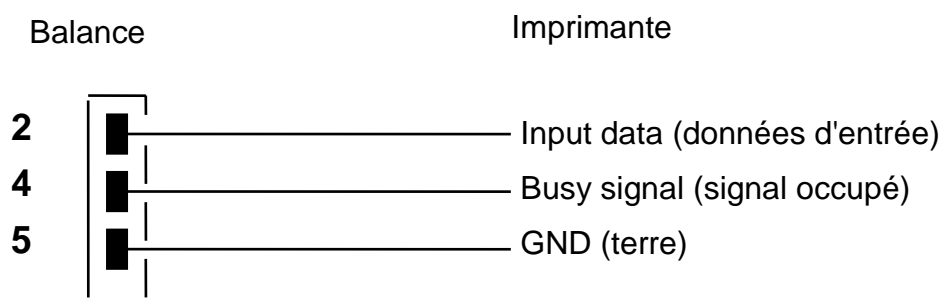 Balance
Imprimante
2
Input data (données d'entrée)
4
Busy signal (signal occupé)
5
GND (terre)